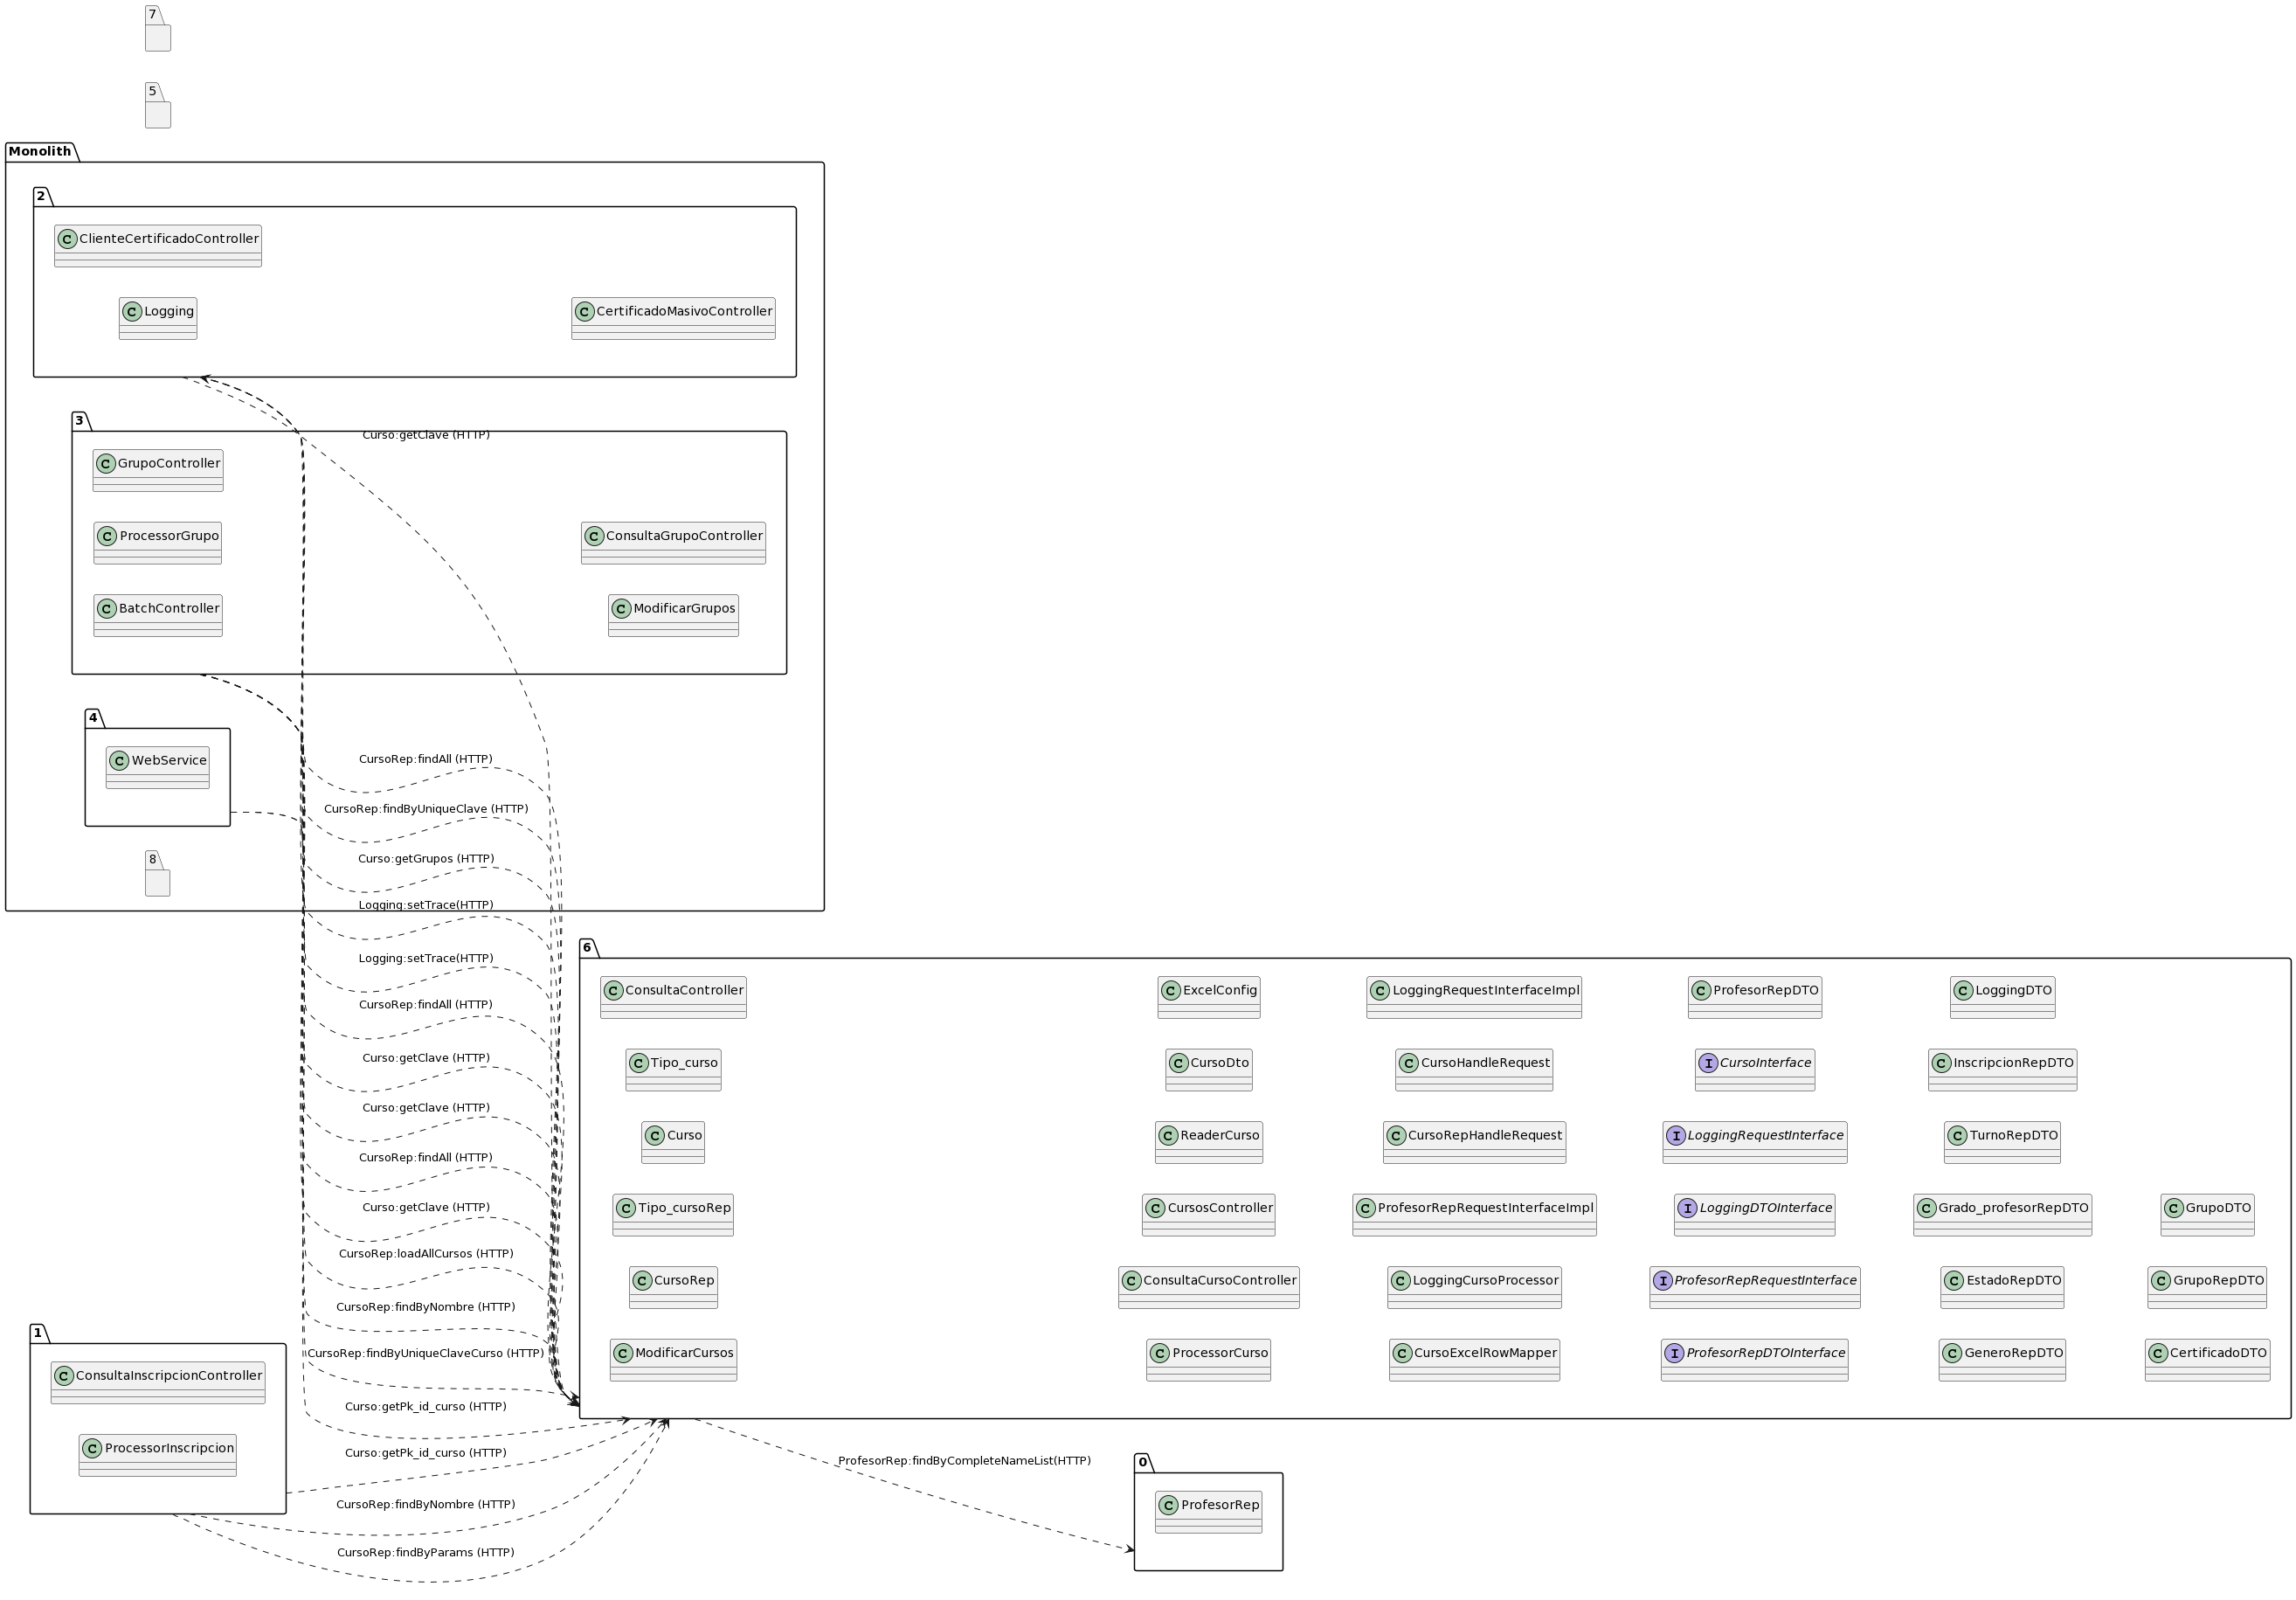 7
5
Monolith
2
ClienteCertificadoController
Logging
CertificadoMasivoController
3
Curso:getClave (HTTP)
GrupoController
ProcessorGrupo
ConsultaGrupoController
BatchController
ModificarGrupos
4
WebService
CursoRep:findAll (HTTP)
CursoRep:findByUniqueClave (HTTP)
8
Curso:getGrupos (HTTP)
Logging:setTrace(HTTP)
Logging:setTrace(HTTP)
CursoRep:findAll (HTTP)
Curso:getClave (HTTP)
Curso:getClave (HTTP)
CursoRep:findAll (HTTP)
Curso:getClave (HTTP)
CursoRep:loadAllCursos (HTTP)
CursoRep:findByNombre (HTTP)
CursoRep:findByUniqueClaveCurso (HTTP)
Curso:getPk_id_curso (HTTP)
Curso:getPk_id_curso (HTTP)
CursoRep:findByNombre (HTTP)
CursoRep:findByParams (HTTP)
6
ConsultaController
ExcelConfig
LoggingRequestInterfaceImpl
ProfesorRepDTO
LoggingDTO
Tipo_curso
CursoDto
CursoHandleRequest
CursoInterface
InscripcionRepDTO
Curso
ReaderCurso
CursoRepHandleRequest
LoggingRequestInterface
TurnoRepDTO
Tipo_cursoRep
CursosController
ProfesorRepRequestInterfaceImpl
LoggingDTOInterface
Grado_profesorRepDTO
GrupoDTO
CursoRep
ConsultaCursoController
LoggingCursoProcessor
ProfesorRepRequestInterface
EstadoRepDTO
GrupoRepDTO
ModificarCursos
ProcessorCurso
CursoExcelRowMapper
ProfesorRepDTOInterface
GeneroRepDTO
CertificadoDTO
1
ConsultaInscripcionController
ProcessorInscripcion
ProfesorRep:findByCompleteNameList(HTTP)
0
ProfesorRep